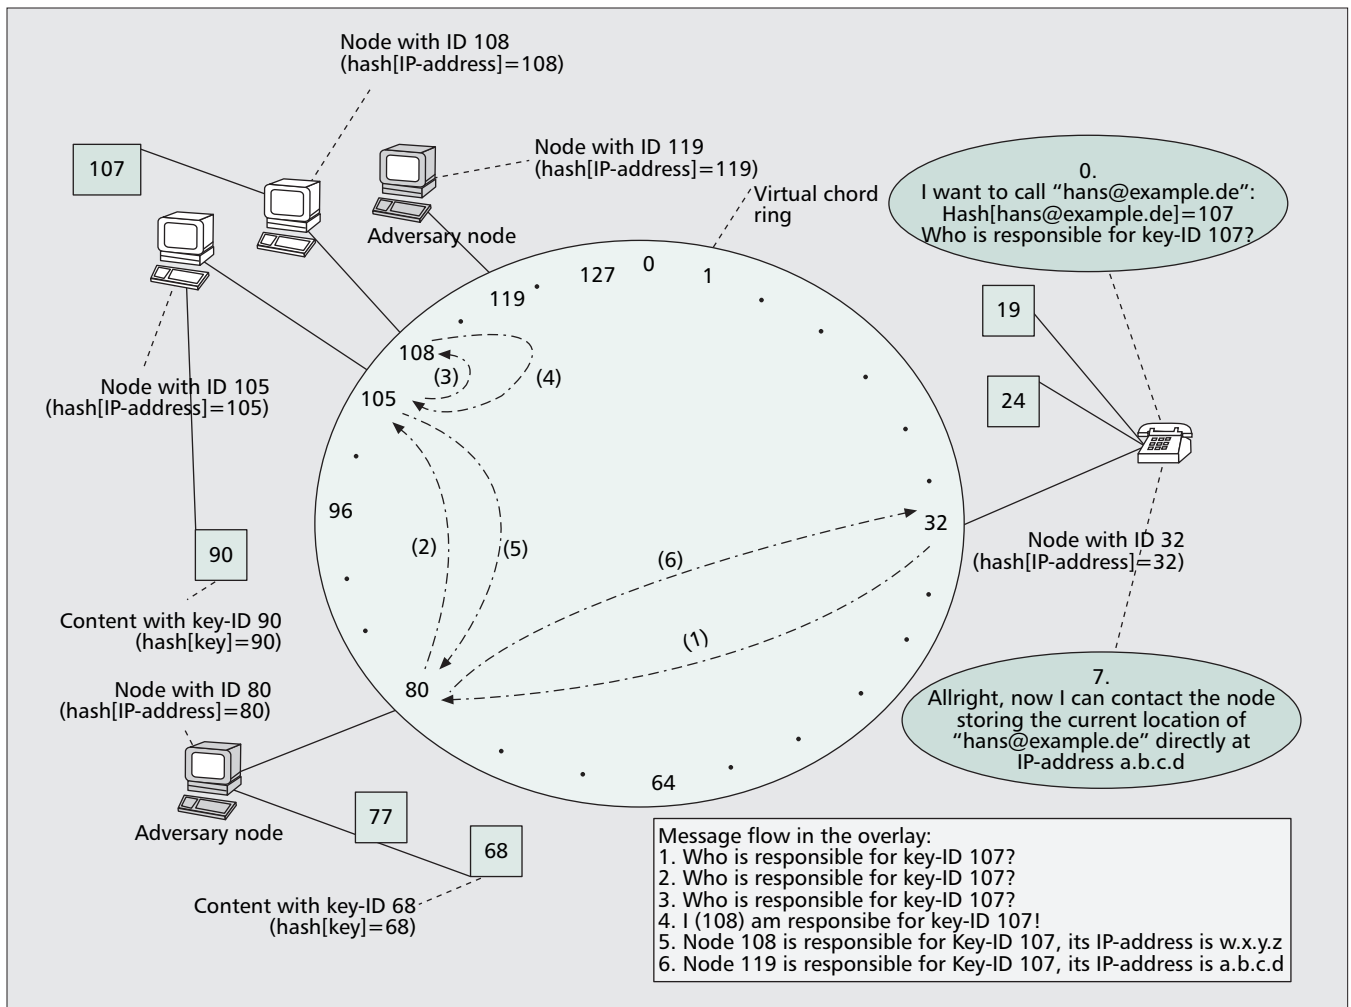 Node with ID 108
(hash[IP-address]=108)
107
Node with ID 119
(hash[IP-address]=119)
Adversary node
Virtual chord
ring
0.
I want to call “hans@example.de”:
Hash[hans@example.de]=107
Who is responsible for key-ID 107?
19
24
127
0
1
119
108
105
96
80
64
32
(3)
(4)
(2)
(5)
(6)
(1)
Node with ID 105
(hash[IP-address]=105)
90
Content with key-ID 90
(hash[key]=90)
Node with ID 32
(hash[IP-address]=32)
Node with ID 80
(hash[IP-address]=80)
Adversary node
77
68
Content with key-ID 68
(hash[key]=68)
7.
Allright, now I can contact the node
storing the current location of
“hans@example.de” directly at
IP-address a.b.c.d
Message flow in the overlay:
1. Who is responsible for key-ID 107?
2. Who is responsible for key-ID 107?
3. Who is responsible for key-ID 107?
4. I (108) am responsibe for key-ID 107!
5. Node 108 is responsible for Key-ID 107, its IP-address is w.x.y.z
6. Node 119 is responsible for Key-ID 107, its IP-address is a.b.c.d